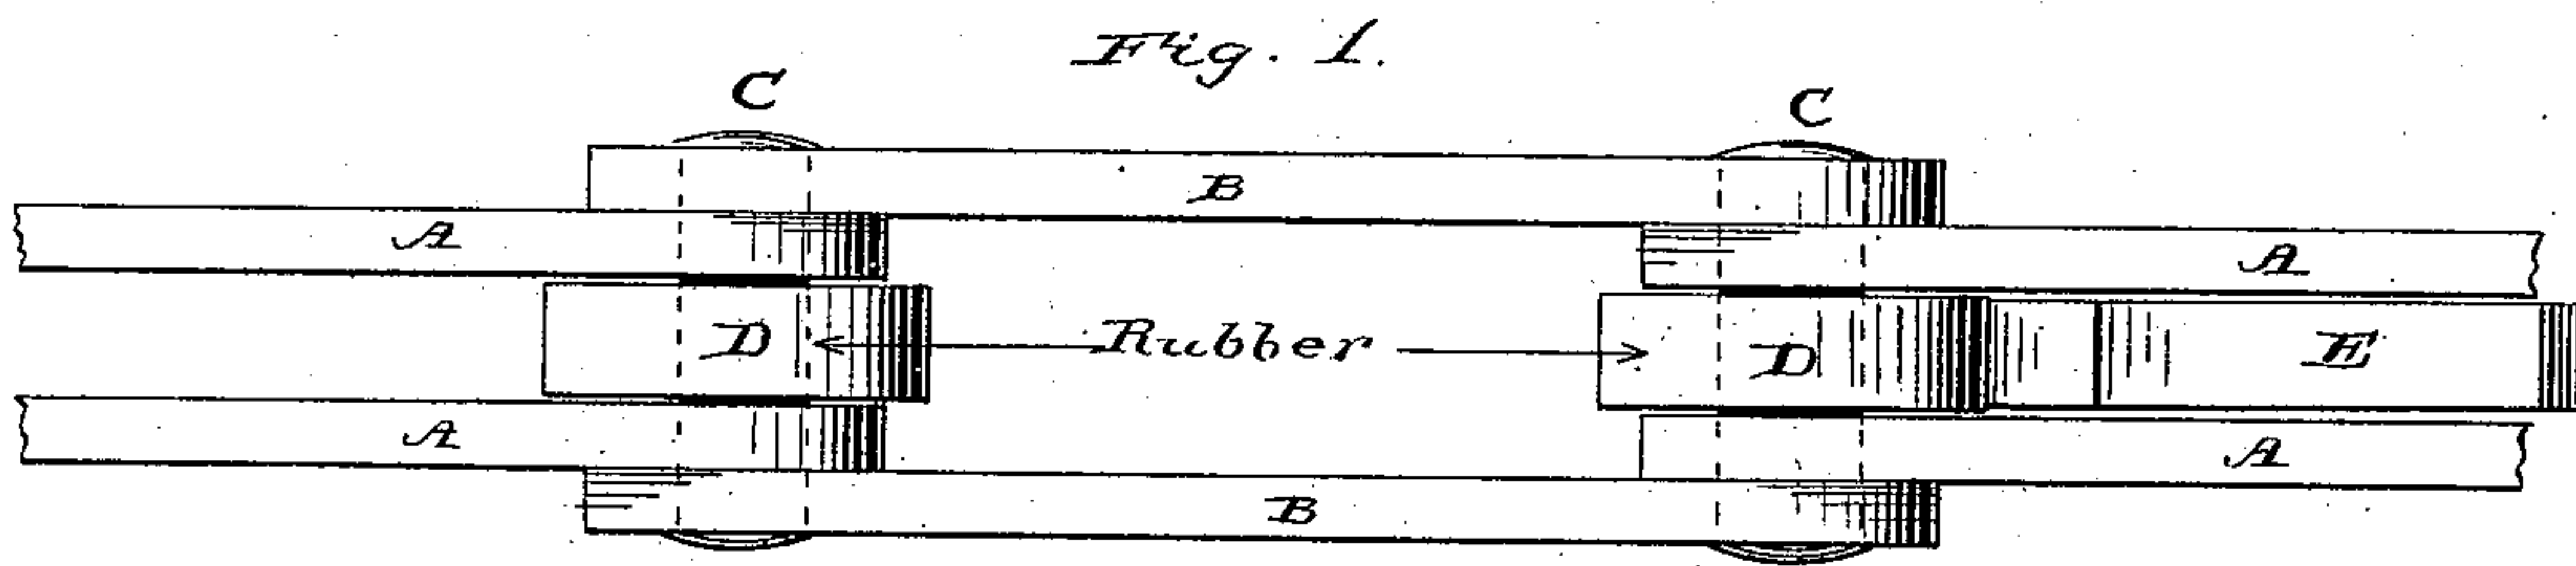 Fig. 1.
C C
B
A A
D Rubber D E
A A
B